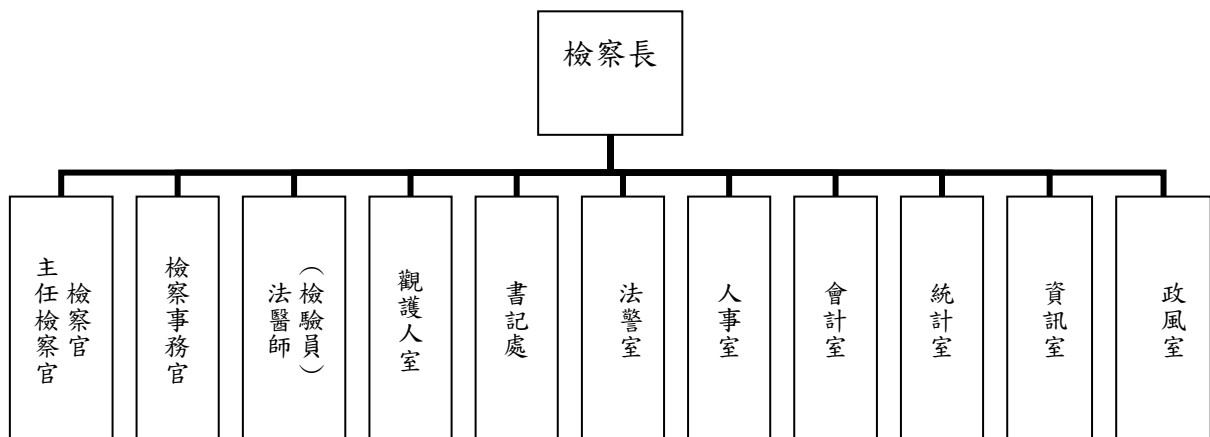 檢察長
主任檢察官
檢察官
檢察事務官
法醫師
（檢驗員）
觀護人室
書記處
法警室
人事室
會計室
統計室
資訊室
政風室